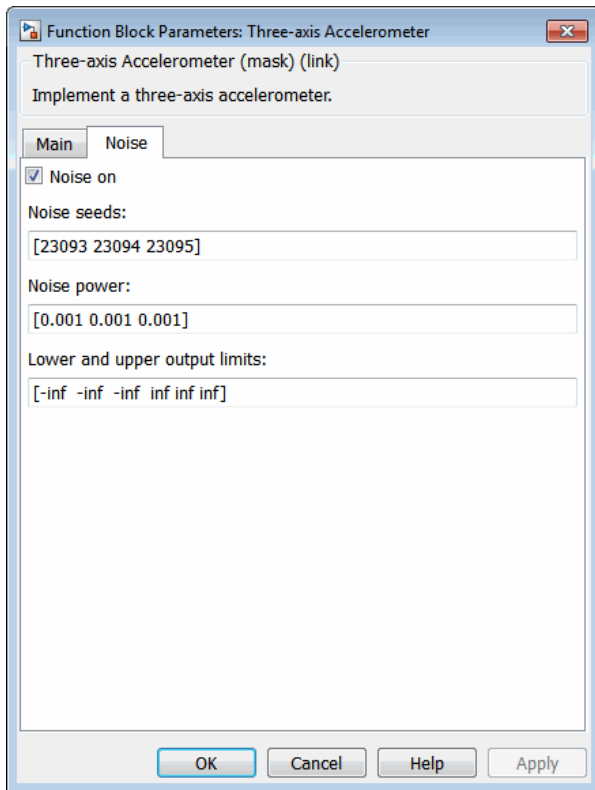 Function Block Parameters: Three-axis Accelerometer
Three-axis Accelerometer (mask) (link)
Implement a three-axis accelerometer.
Main Noise
Noise on
Noise seeds:
[23093 23094 23095]
Noise power:
[0.001 0.001 0.001]
Lower and upper output limits:
[-inf -inf -inf inf inf inf]
OK Cancel Help Apply